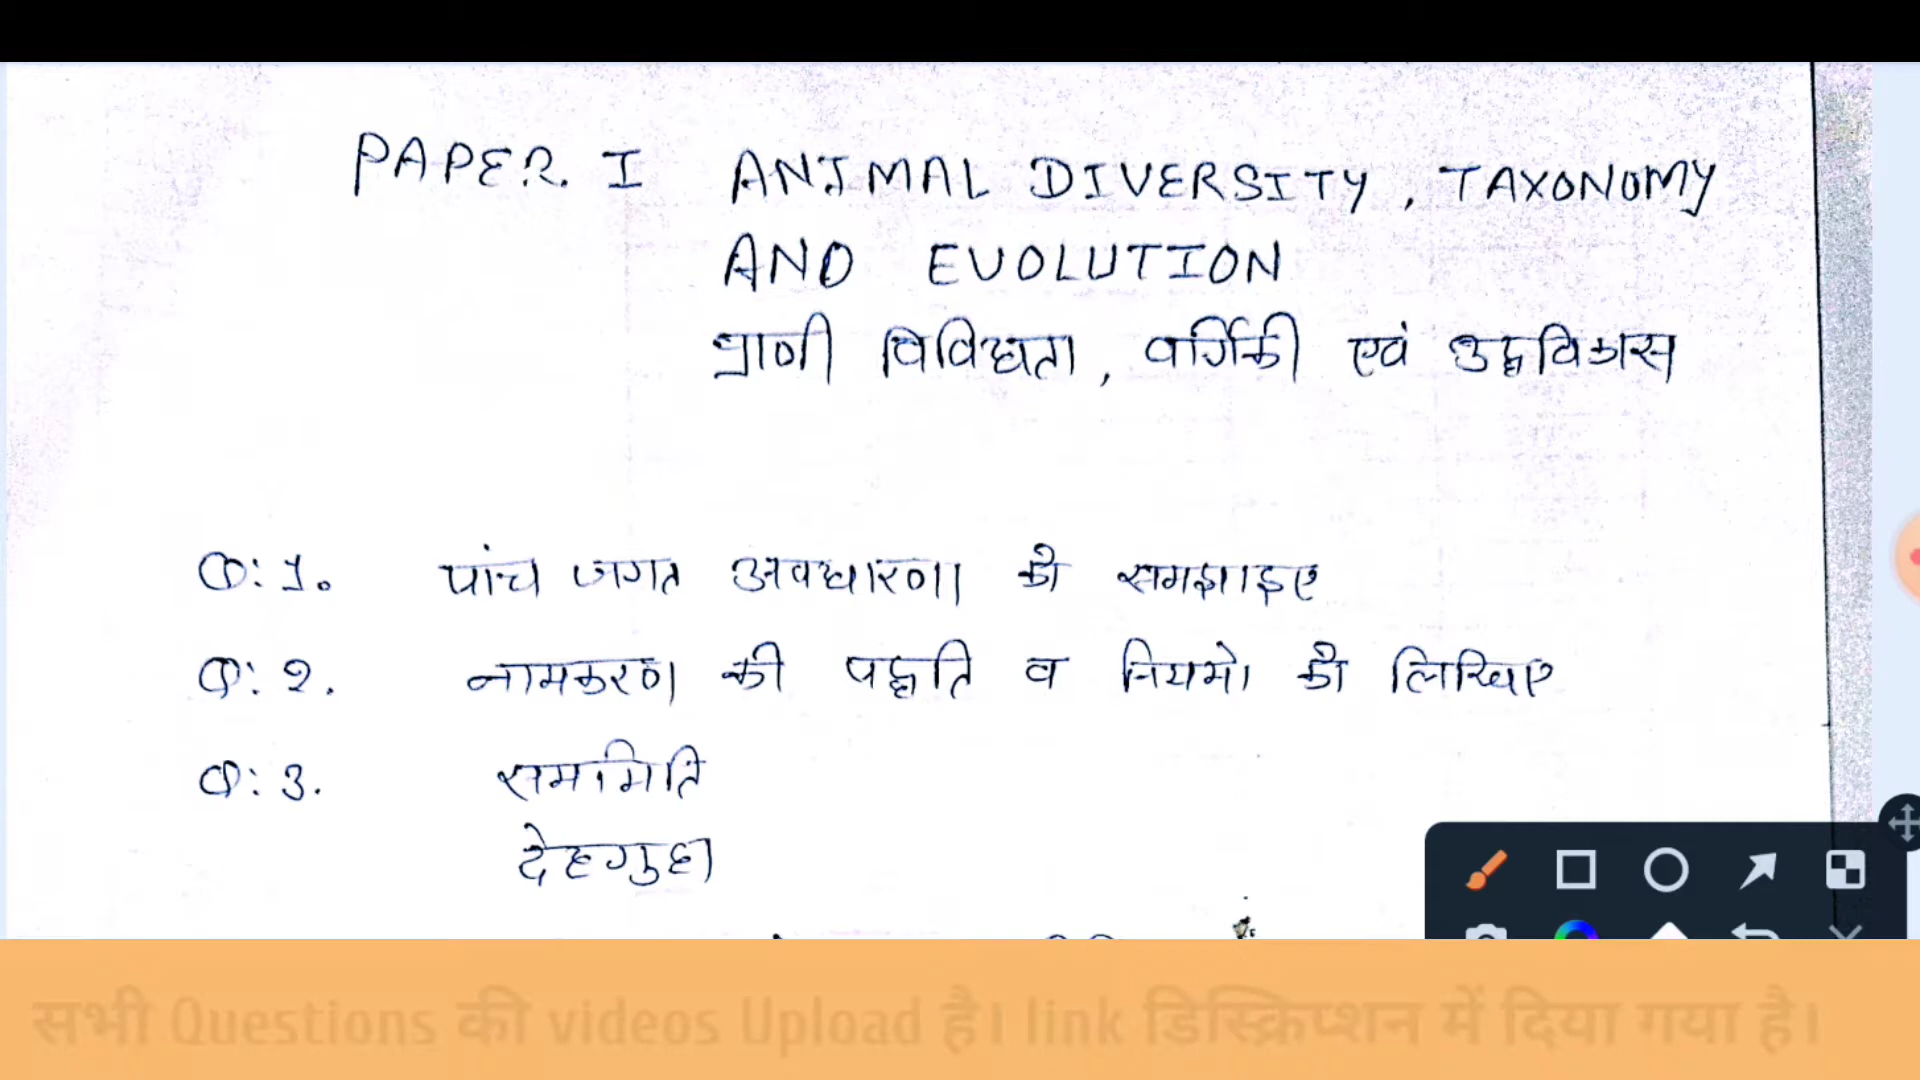 PAPER. I ANIMAL DIVERSITY, TAXONOMY
AND EVOLUTION
प्राणी विविधता, वर्गिकी एवं उद्धविकास
Q: 1. पांच जगत अवधारणा को समझाइए
Q: 2. नामकरण की पद्धति व नियमो को लिखिए
Q: 3. सममिति
देहगुहा
सभी Questions की videos Upload है। link डिस्क्रिप्शन में दिया गया है।